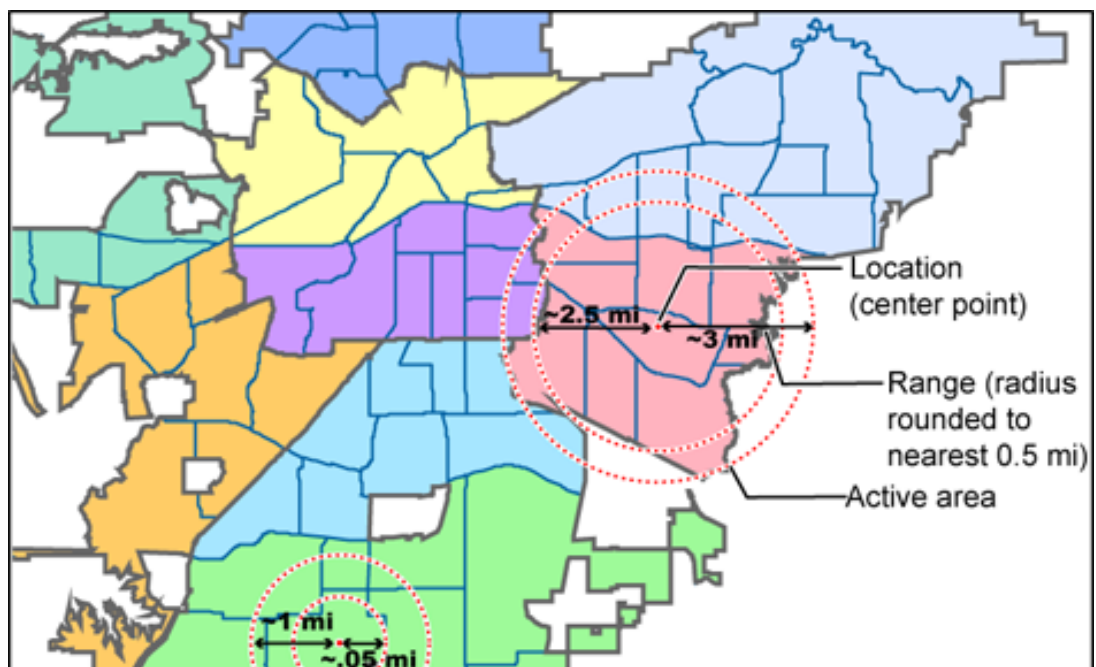 Location
(center point)
~2.5 mi
~3 mi
Range (radius
rounded to
nearest 0.5 mi)
Active area
~1 mi
~.05 mi